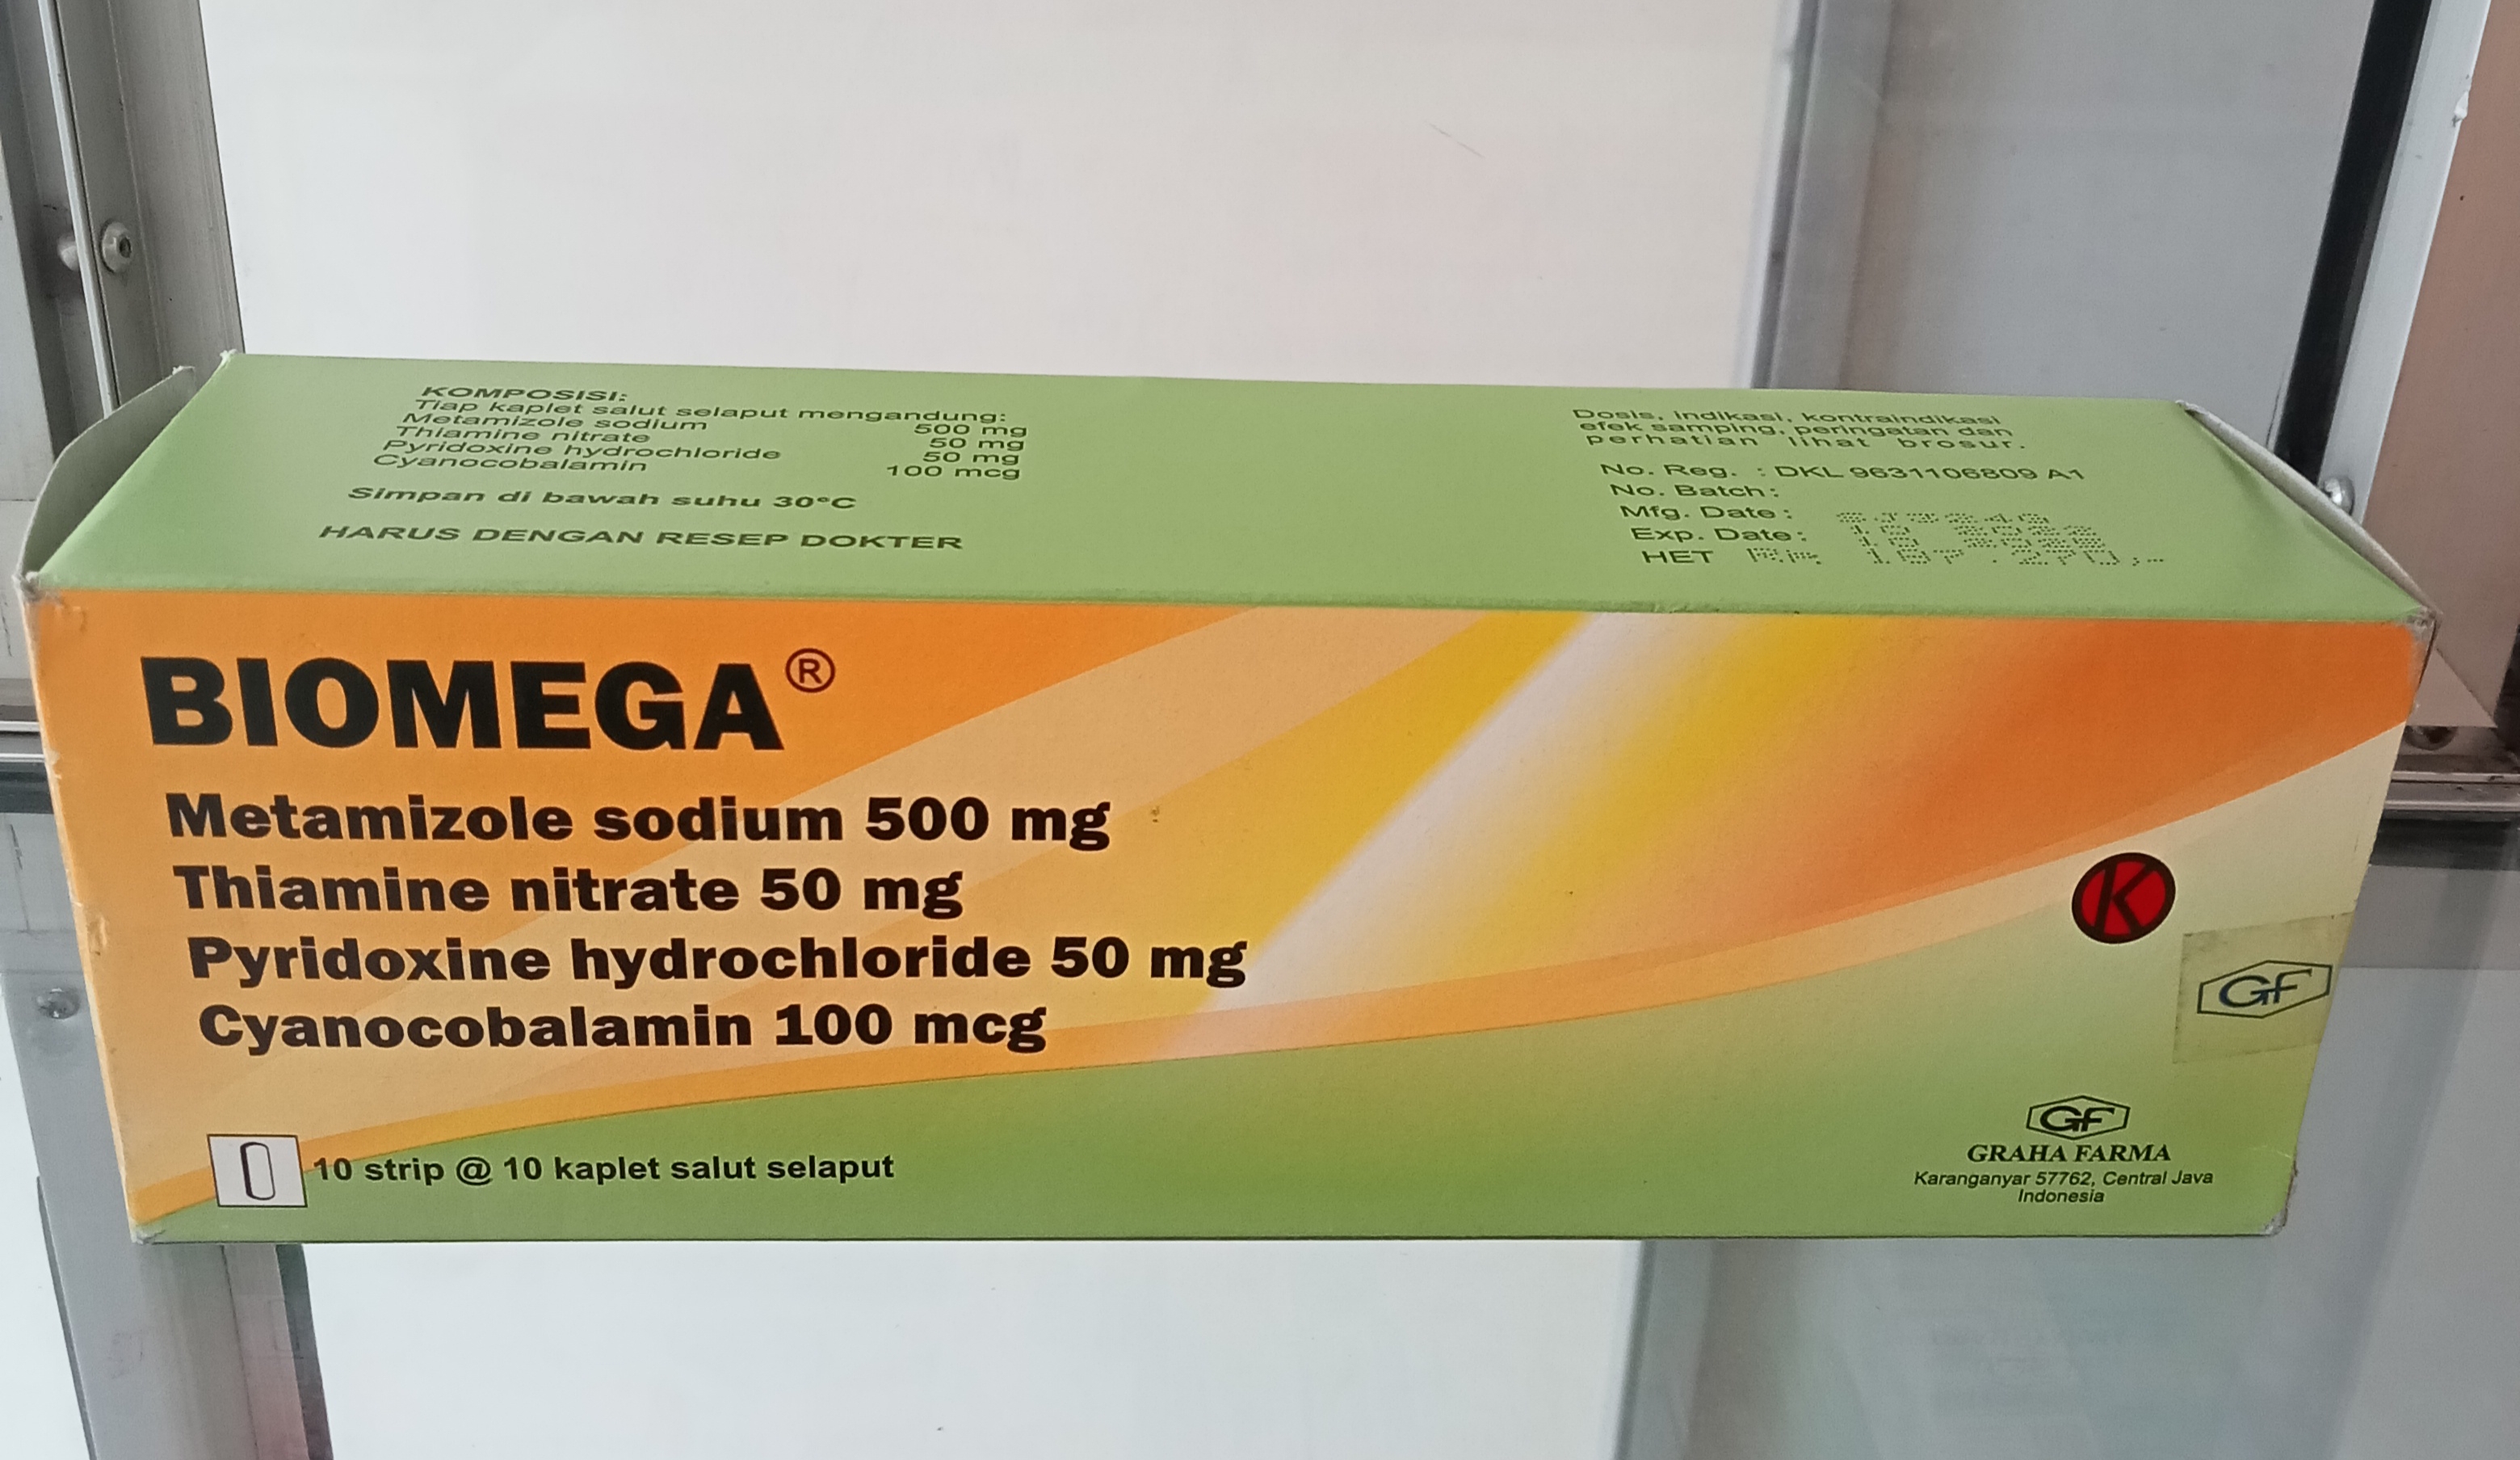 KOMPOSISI:
Tiap kaplet salut selaput mengandung:
Metamizole sodium 500 mg
Thiamine nitrate 50 mg
Pyridoxine hydrochloride 50 mg
Cyanocobalamin 100 mcg
Simpan di bawah suhu 30°C
HARUS DENGAN RESEP DOKTER
Dosis, indikasi, kontraindikasi
efek samping, peringatan dan
perhatian lihat brosur.
No. Reg. : DKL 9631106809 A1
No. Batch:
Mfg. Date:
Exp. Date:
HET Rp.
BIOMEGA®
Metamizole sodium 500 mg
Thiamine nitrate 50 mg
Pyridoxine hydrochloride 50 mg
Cyanocobalamin 100 mcg
K
GF
10 strip @ 10 kaplet salut selaput
GF
GRAHA FARMA
Karanganyar 57762, Central Java
Indonesia